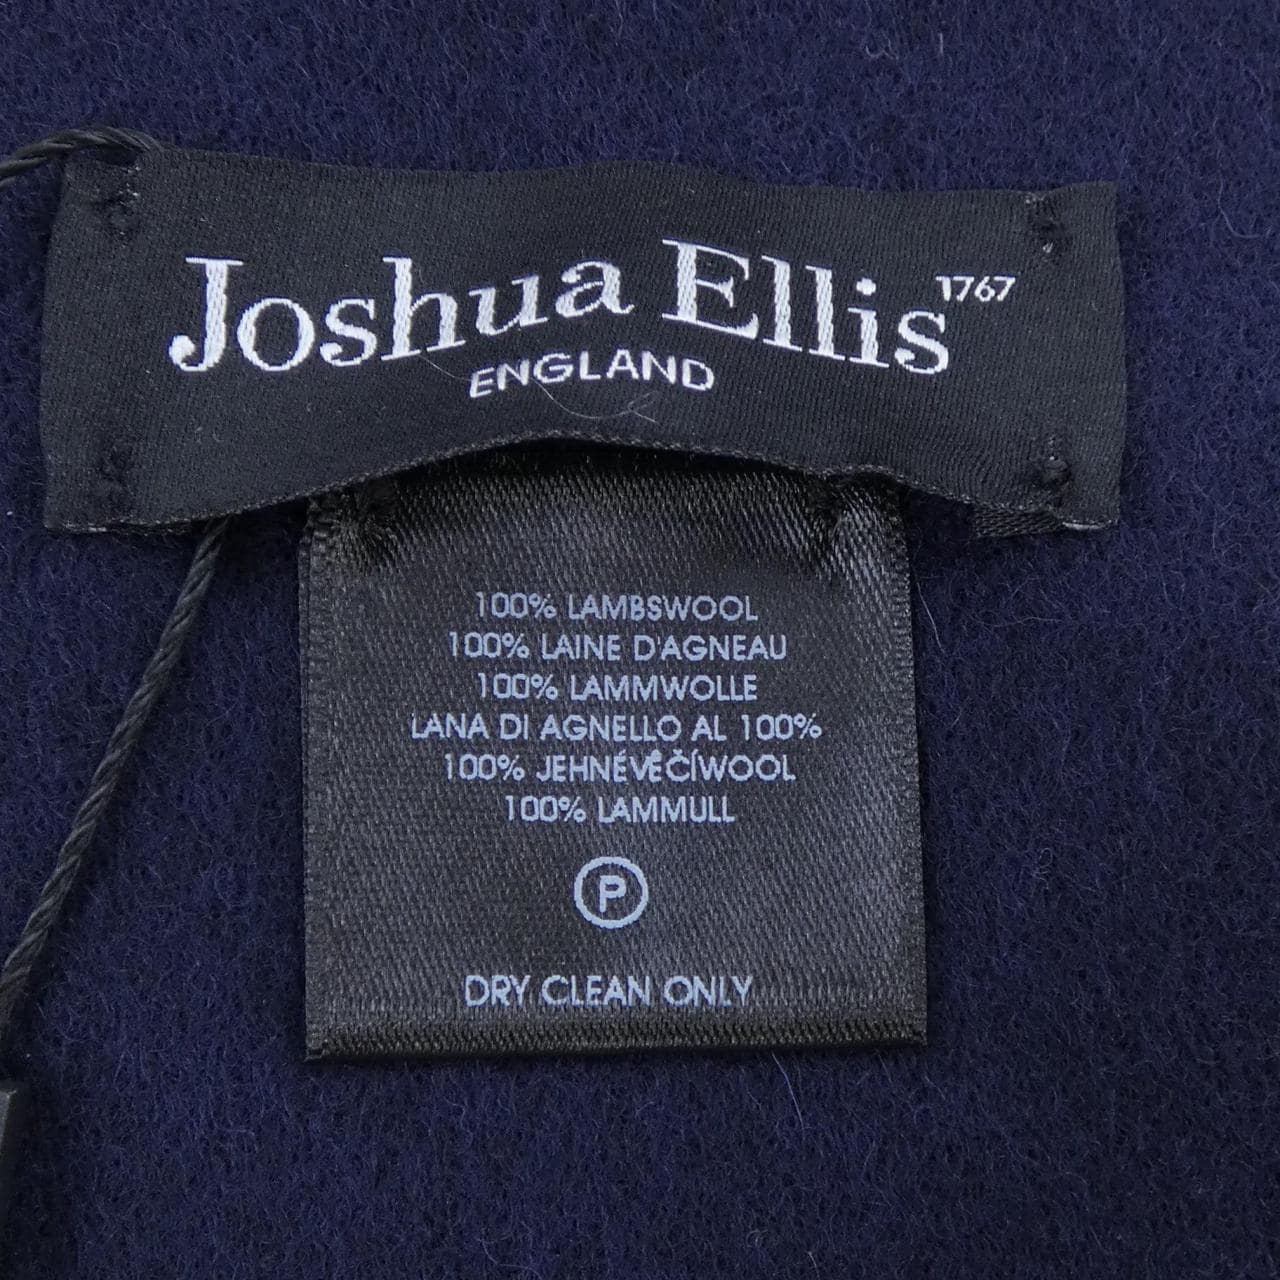 Joshua Ellis 1767
ENGLAND
100% LAMBSWOOL
100% LAINE D'AGNEAU
100% LAMMWOLLE
LANA DI AGNELLO AL 100%
100% JEHNÉVĚČÍWOOL
100% LAMMULL
P
DRY CLEAN ONLY